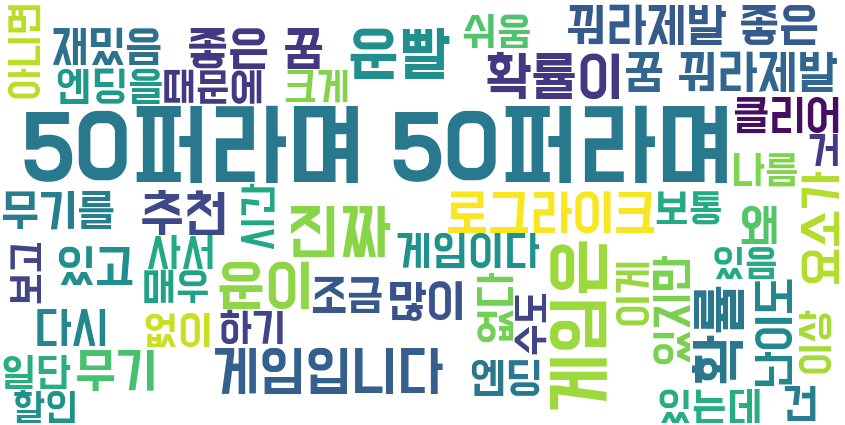 아니면
재밌음
좋은 꿈
운빨
쉬움
꿔라제발 좋은
엔딩을
때문에
크게
확률이
꿈 꿔라제발
50퍼라며 50퍼라며
클리어
거
나름
무기를
추천
시간
진짜
로그라이크
보통
왜
요소가
보고
있고
사서
매우
운이
게임이다
조금
많이
없다
수도
게임은
이게
있지만
확률
있음
난이도
이상
다시
없이
하기
일단
무기
게임입니다
엔딩
할인
있는데
건